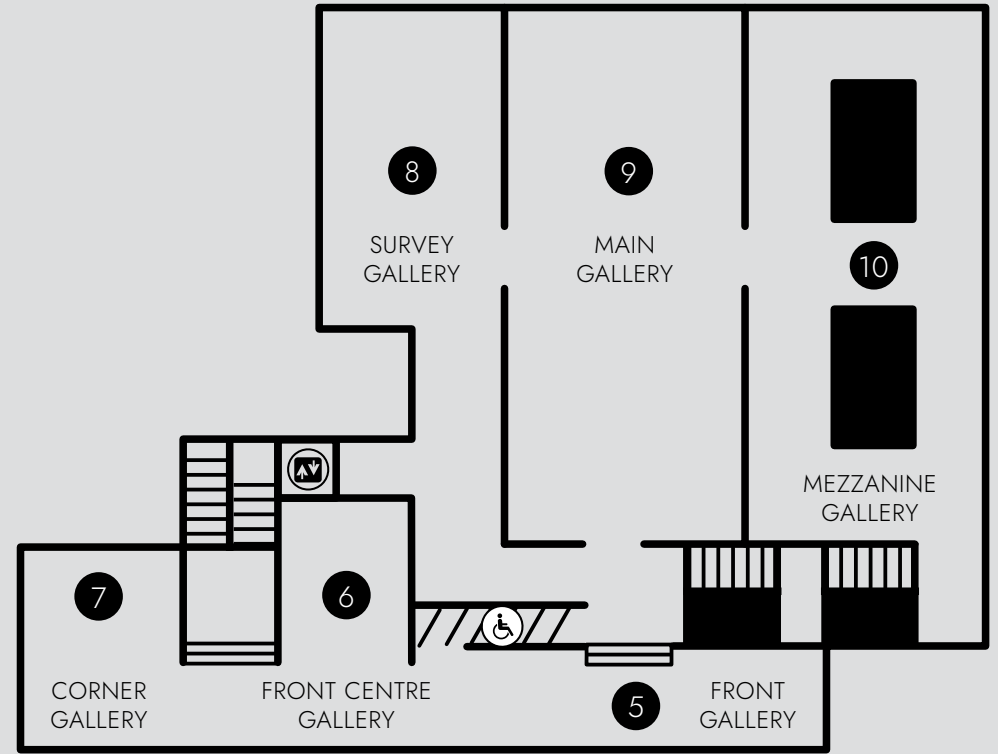 8
SURVEY
GALLERY
9
MAIN
GALLERY
10
MEZZANINE
GALLERY
7
CORNER
GALLERY
6
FRONT CENTRE
GALLERY
5
FRONT
GALLERY